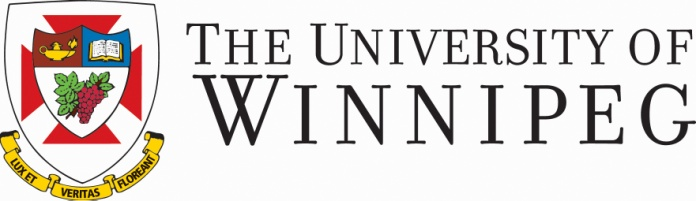 THE UNIVERSITY OF
WINNIPEG
LUX ET VERITAS FLOREANT